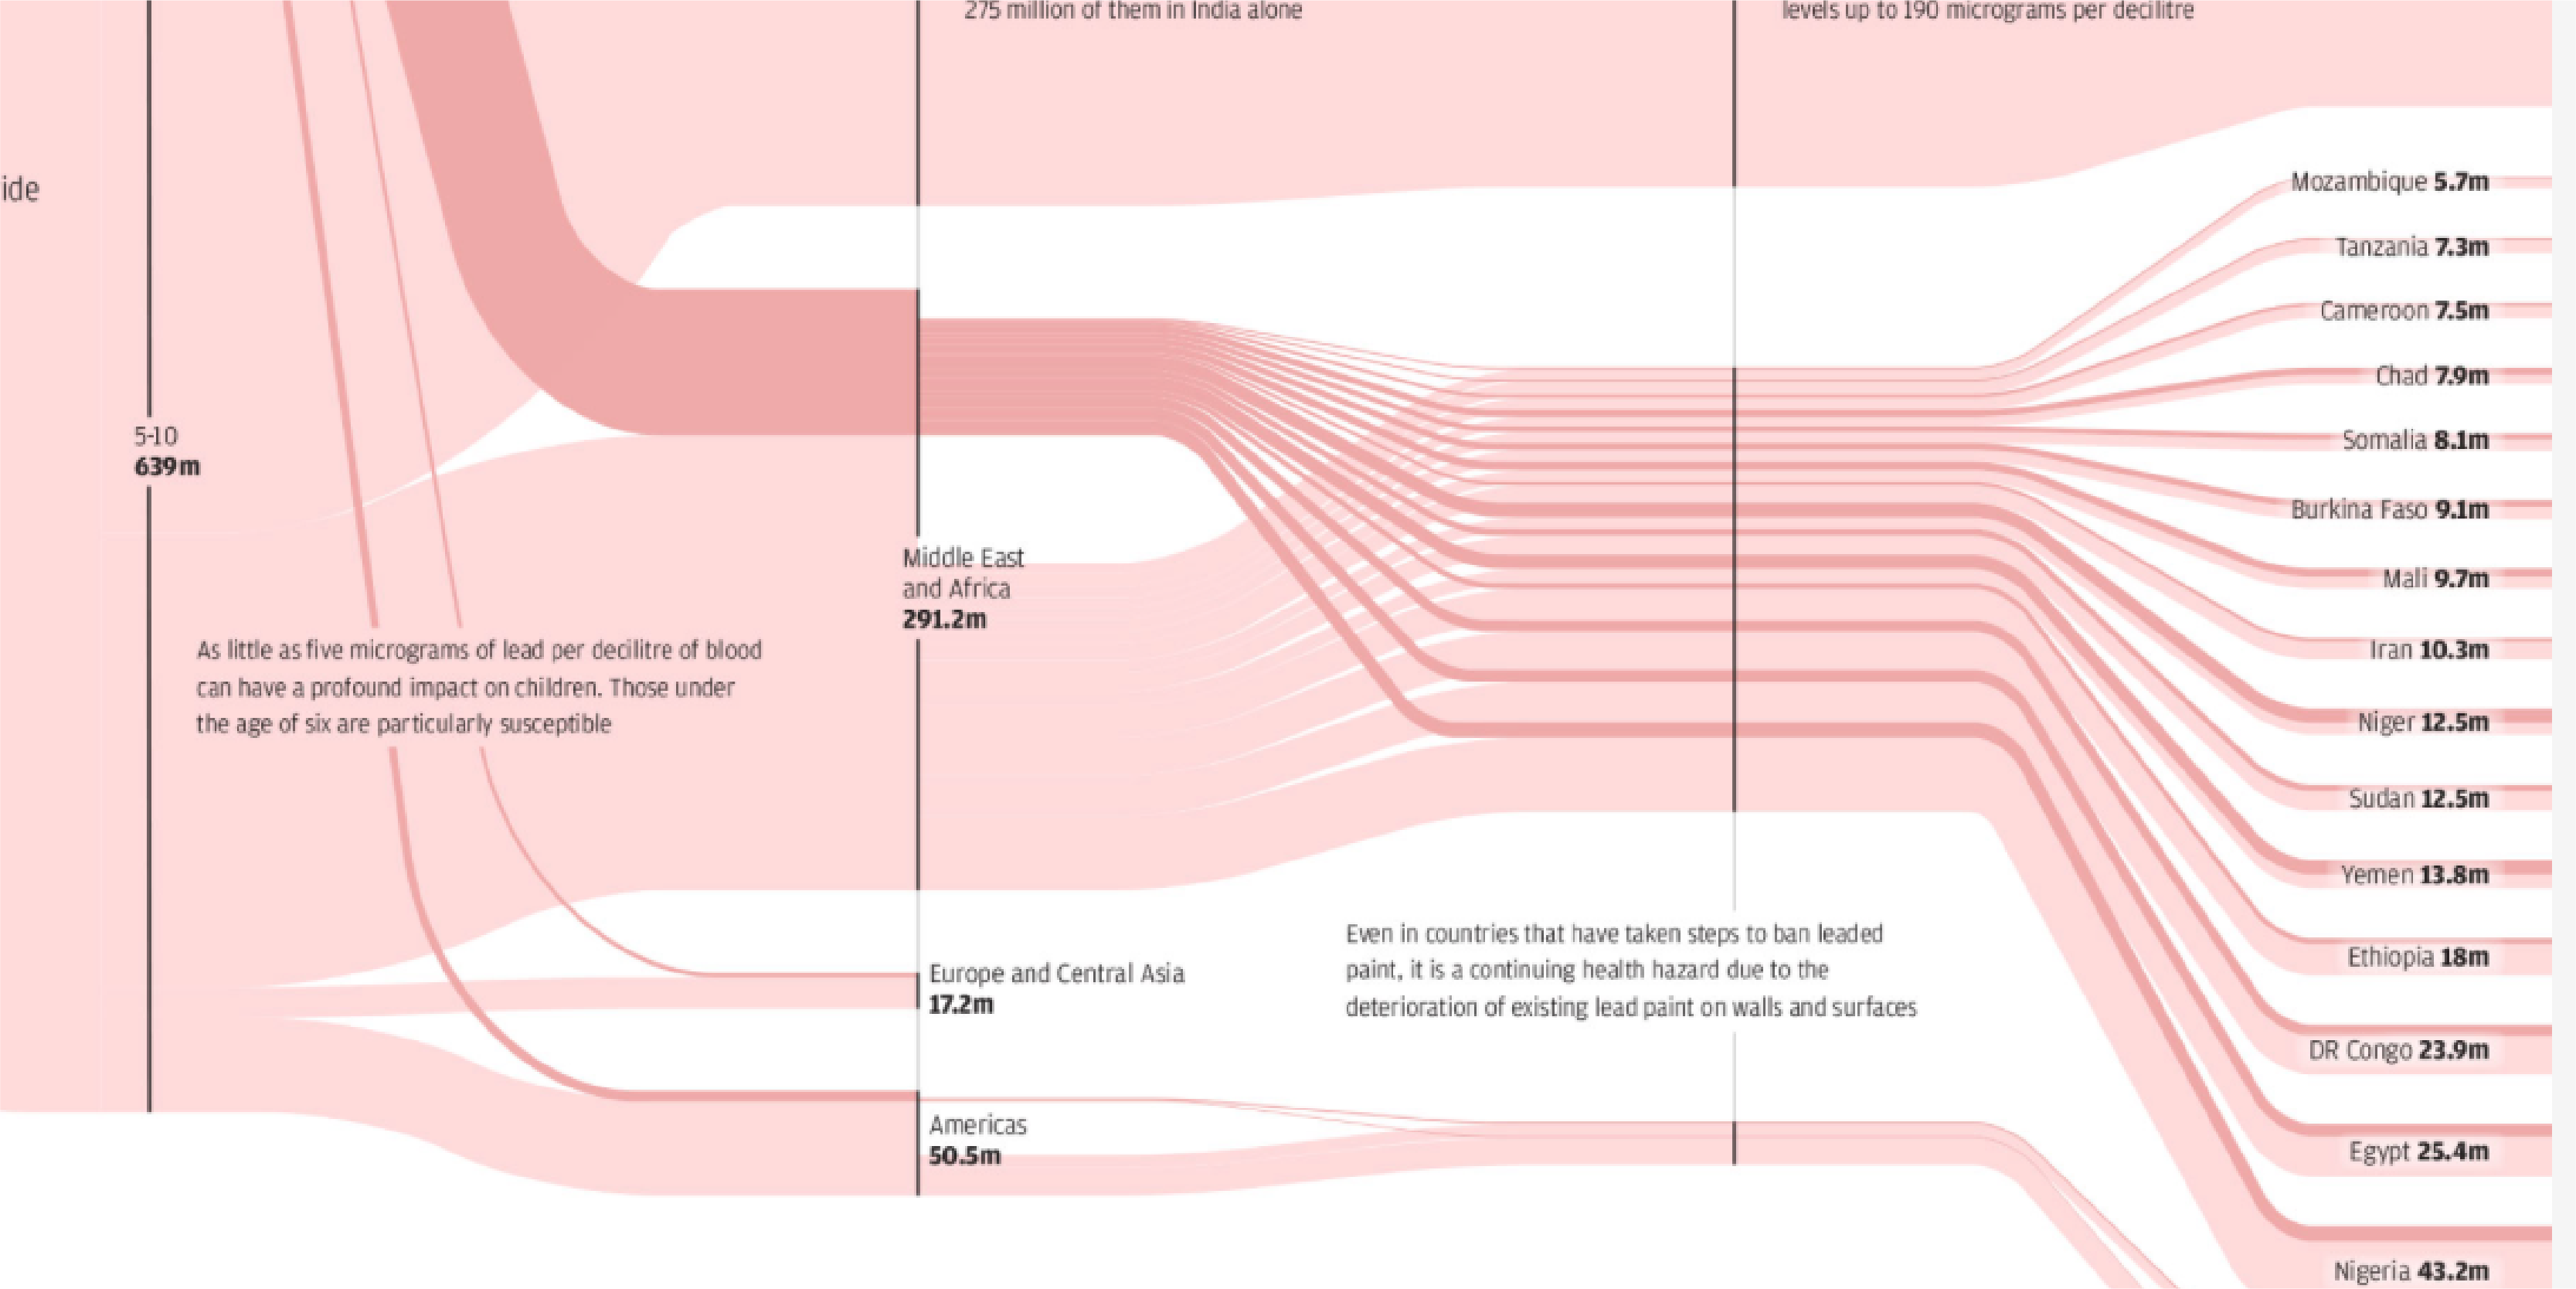 275 million of them in India alone
levels up to 190 micrograms per decilitre
ide
Mozambique 5.7m
Tanzania 7.3m
Cameroon 7.5m
Chad 7.9m
Somalia 8.1m
5-10
639m
Burkina Faso 9.1m
Middle East
and Africa
291.2m
Mali 9.7m
As little as five micrograms of lead per decilitre of blood
can have a profound impact on children. Those under
the age of six are particularly susceptible
Iran 10.3m
Niger 12.5m
Sudan 12.5m
Yemen 13.8m
Even in countries that have taken steps to ban leaded
paint, it is a continuing health hazard due to the
deterioration of existing lead paint on walls and surfaces
Ethiopia 18m
Europe and Central Asia
17.2m
DR Congo 23.9m
Americas
50.5m
Egypt 25.4m
Nigeria 43.2m